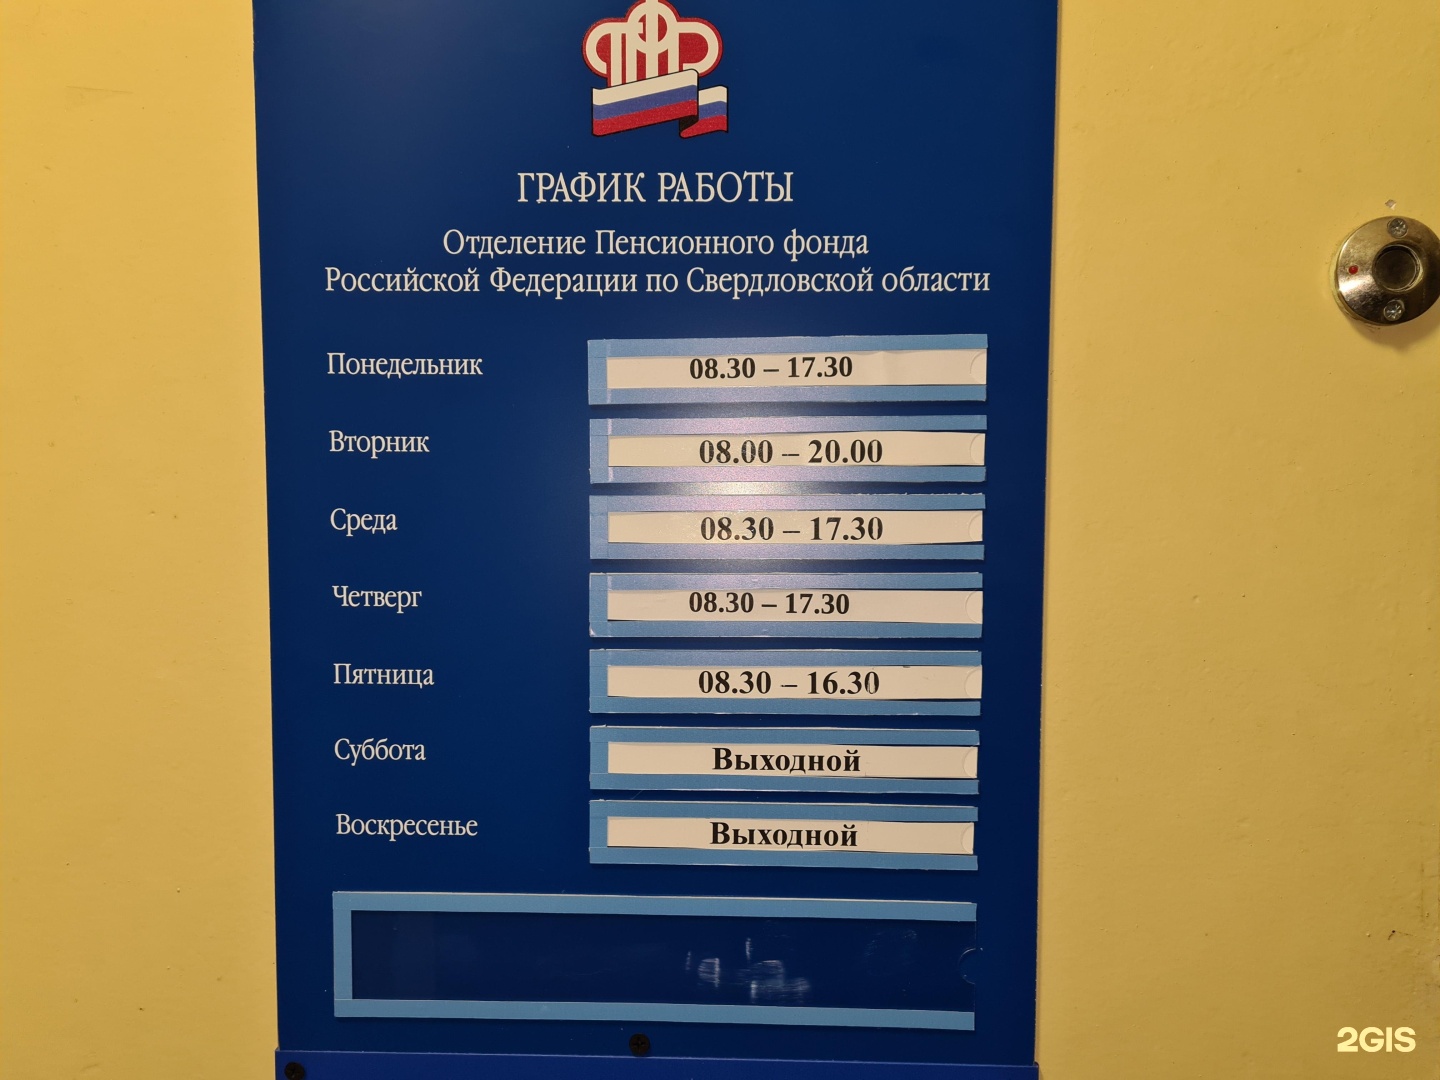 ГРАФИК РАБОТЫ
Отделение Пенсионного фонда
Российской Федерации по Свердловской области
Понедельник 08.30 – 17.30
Вторник 08.00 – 20.00
Среда 08.30 – 17.30
Четверг 08.30 – 17.30
Пятница 08.30 – 16.30
Суббота Выходной
Воскресенье Выходной
2GIS